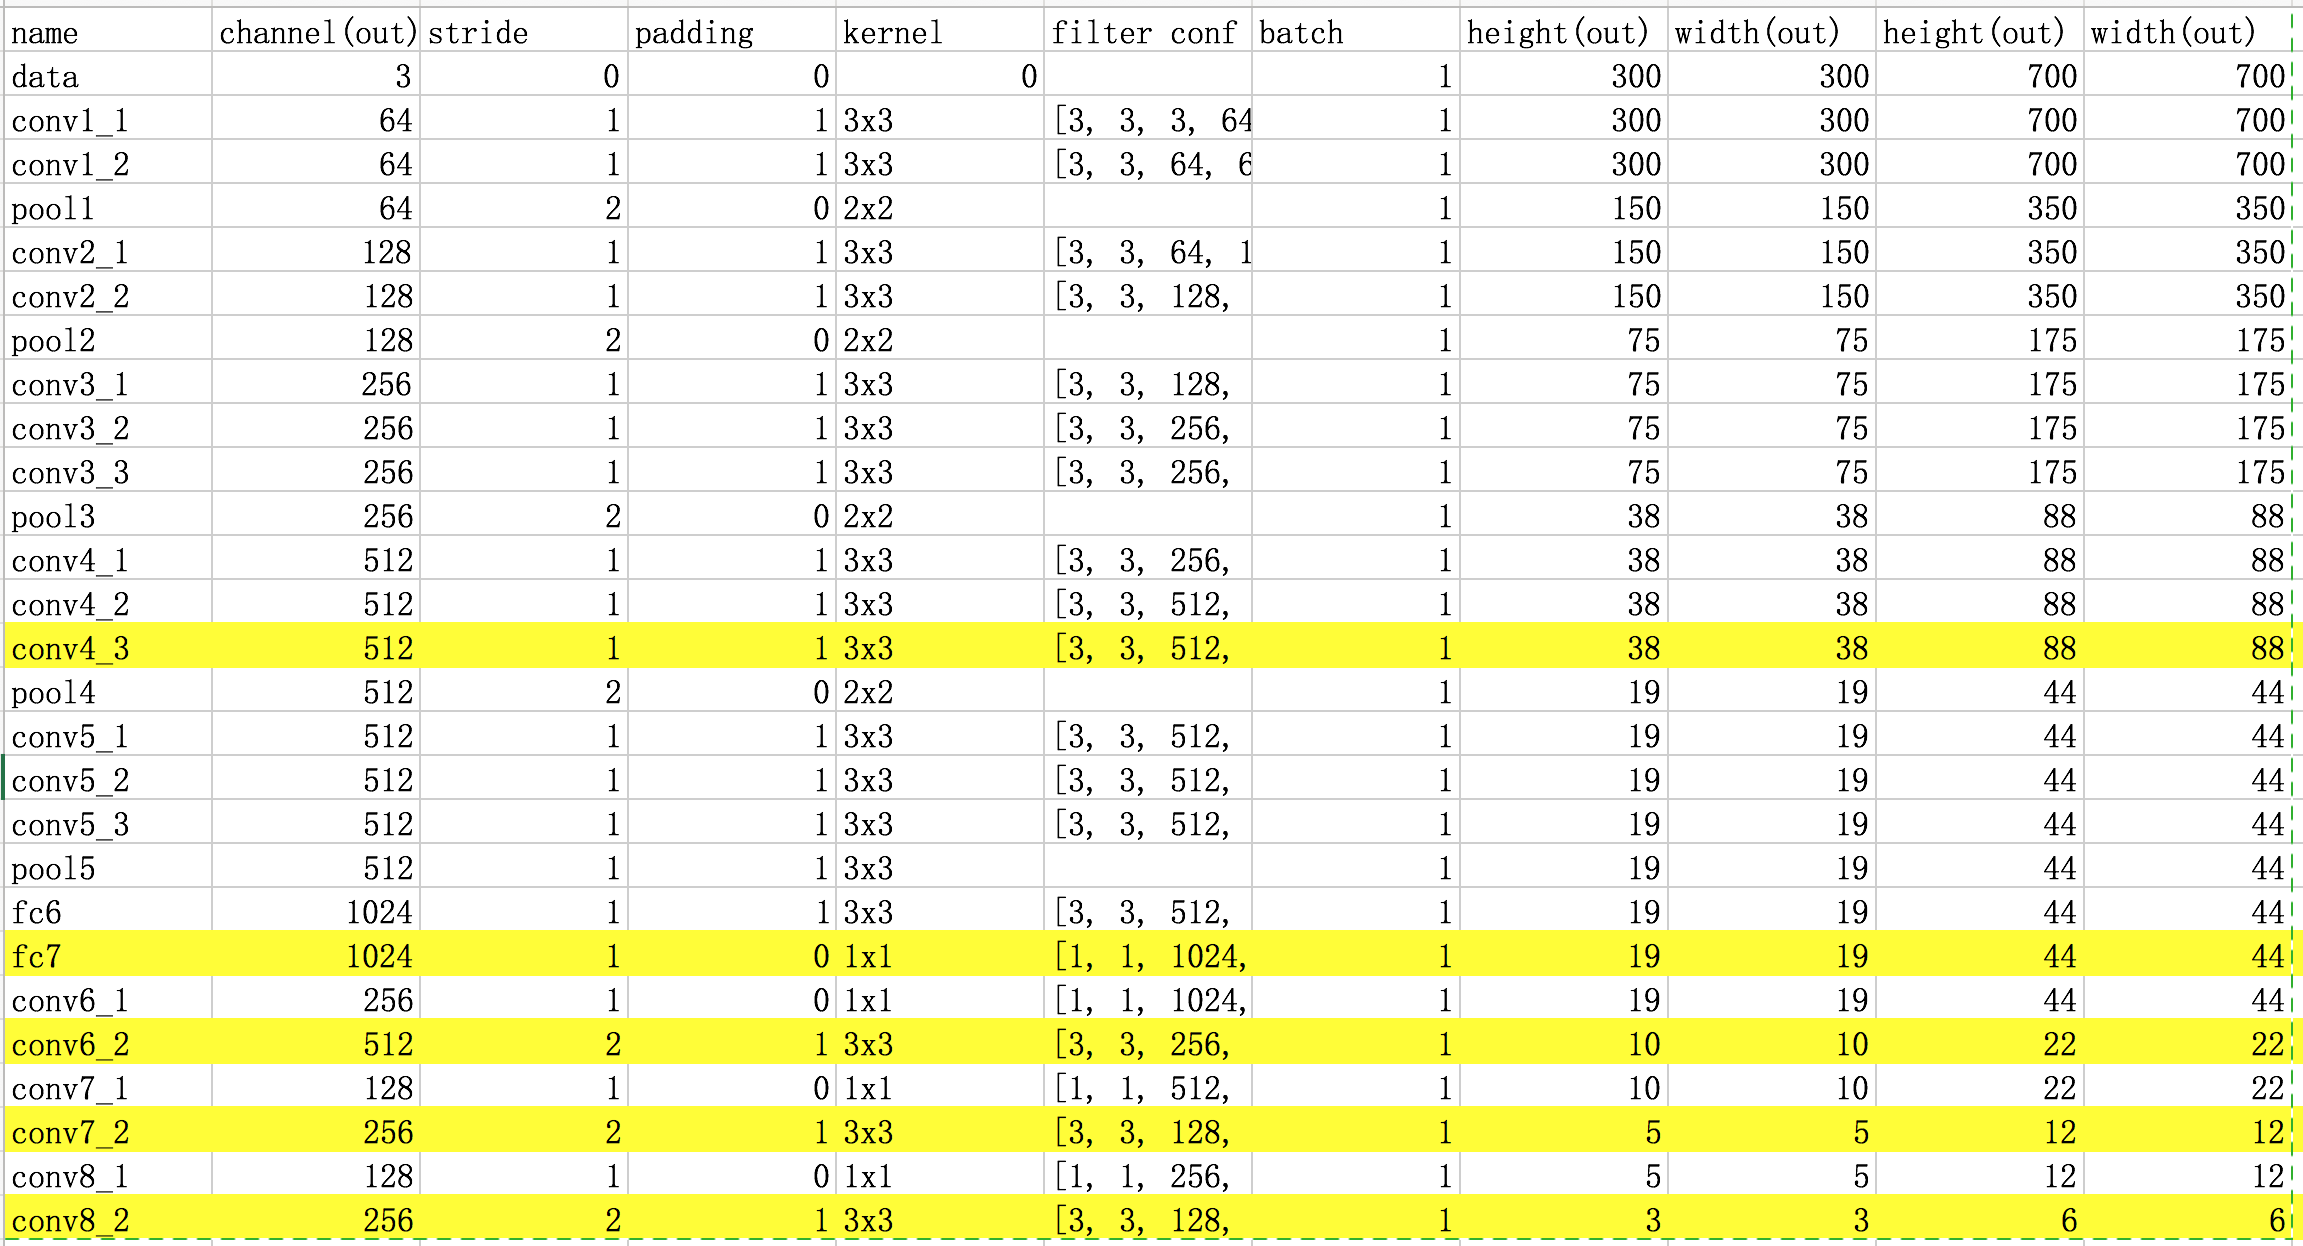 name channel(out) stride padding kernel filter conf batch height(out) width(out) height(out) width(out)
data 3 0 0 0 1 300 300 700 700
conv1_1 64 1 1 3x3 [3, 3, 3, 64 1 300 300 700 700
conv1_2 64 1 1 3x3 [3, 3, 64, 6 1 300 300 700 700
pool1 64 2 0 2x2 1 150 150 350 350
conv2_1 128 1 1 3x3 [3, 3, 64, 1 1 150 150 350 350
conv2_2 128 1 1 3x3 [3, 3, 128, 1 150 150 350 350
pool2 128 2 0 2x2 1 75 75 175 175
conv3_1 256 1 1 3x3 [3, 3, 128, 1 75 75 175 175
conv3_2 256 1 1 3x3 [3, 3, 256, 1 75 75 175 175
conv3_3 256 1 1 3x3 [3, 3, 256, 1 75 75 175 175
pool3 256 2 0 2x2 1 38 38 88 88
conv4_1 512 1 1 3x3 [3, 3, 256, 1 38 38 88 88
conv4_2 512 1 1 3x3 [3, 3, 512, 1 38 38 88 88
conv4_3 512 1 1 3x3 [3, 3, 512, 1 38 38 88 88
pool4 512 2 0 2x2 1 19 19 44 44
conv5_1 512 1 1 3x3 [3, 3, 512, 1 19 19 44 44
conv5_2 512 1 1 3x3 [3, 3, 512, 1 19 19 44 44
conv5_3 512 1 1 3x3 [3, 3, 512, 1 19 19 44 44
pool5 512 1 1 3x3 1 19 19 44 44
fc6 1024 1 1 3x3 [3, 3, 512, 1 19 19 44 44
fc7 1024 1 0 1x1 [1, 1, 1024, 1 19 19 44 44
conv6_1 256 1 0 1x1 [1, 1, 1024, 1 19 19 44 44
conv6_2 512 2 1 3x3 [3, 3, 256, 1 10 10 22 22
conv7_1 128 1 0 1x1 [1, 1, 512, 1 10 10 22 22
conv7_2 256 2 1 3x3 [3, 3, 128, 1 5 5 12 12
conv8_1 128 1 0 1x1 [1, 1, 256, 1 5 5 12 12
conv8_2 256 2 1 3x3 [3, 3, 128, 1 3 3 6 6